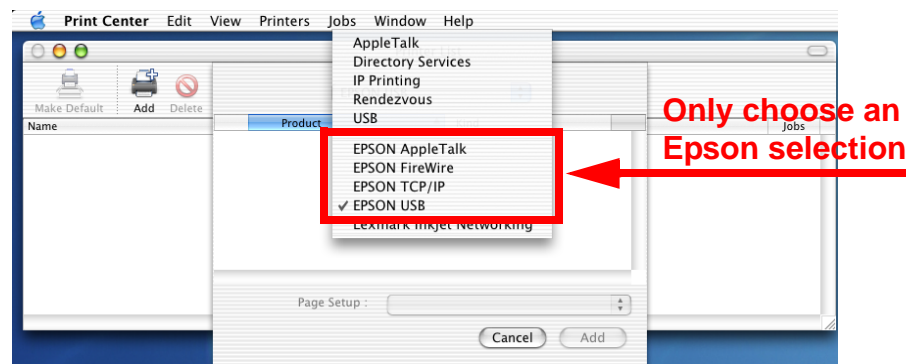 Print Center Edit View Printers Jobs Window Help
AppleTalk
Directory Services
IP Printing
Rendezvous
USB
EPSON AppleTalk
EPSON FireWire
EPSON TCP/IP
✓ EPSON USB
Lexmark Inkjet Networking
Make Default Add Delete
Name Product Kind Jobs
Only choose an
Epson selection
Page Setup :
Cancel Add